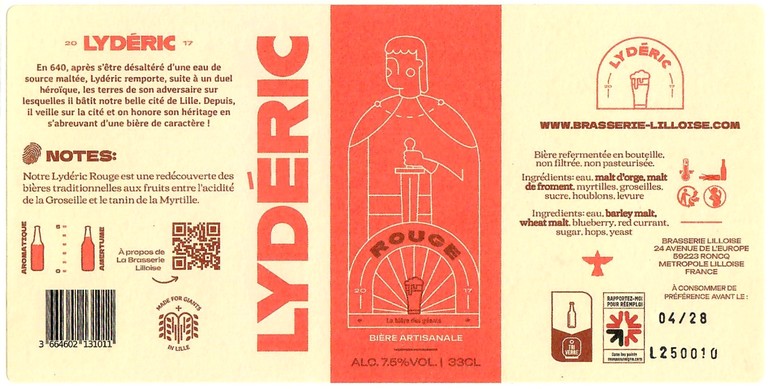 20 LYDÉRIC 17
En 640, après s'être désaltéré d'une eau de
source maltée, Lydéric remporte, suite à un duel
héroïque, les terres de son adversaire sur
lesquelles il bâtit notre belle cité de Lille. Depuis,
il veille sur la cité et on honore son héritage en
s'abreuvant d'une bière de caractère !
NOTES:
Notre Lydéric Rouge est une redécouverte des
bières traditionnelles aux fruits entre l'acidité
de la Groseille et le tanin de la Myrtille.
AROMATIQUE
5
0
AMERTUME
À propos de
La Brasserie
Lilloise
3 664602 131011
MADE FOR GIANTS
IN LILLE
LYDÉRIC
ROUGE
20 17
La bière des géants
BIÈRE ARTISANALE
ALC. 7.5%VOL. | 33CL
LYDÉRIC
20 17
WWW.BRASSERIE-LILLOISE.COM
Bière refermentée en bouteille,
non filtrée, non pasteurisée.
Ingrédients: eau, malt d'orge, malt
de froment, myrtilles, groseilles,
sucre, houblons, levure
Ingredients: eau, barley malt,
wheat malt, blueberry, red currant,
sugar, hops, yeast
BRASSERIE LILLOISE
24 AVENUE DE L'EUROPE
59223 RONCQ
METROPOLE LILLOISE
FRANCE
TRI
VERRE
RAPPORTEZ-MOI
POUR RÉEMPLOI
Dans les points
À CONSOMMER DE
PRÉFÉRENCE AVANT LE :
04/28
L250010